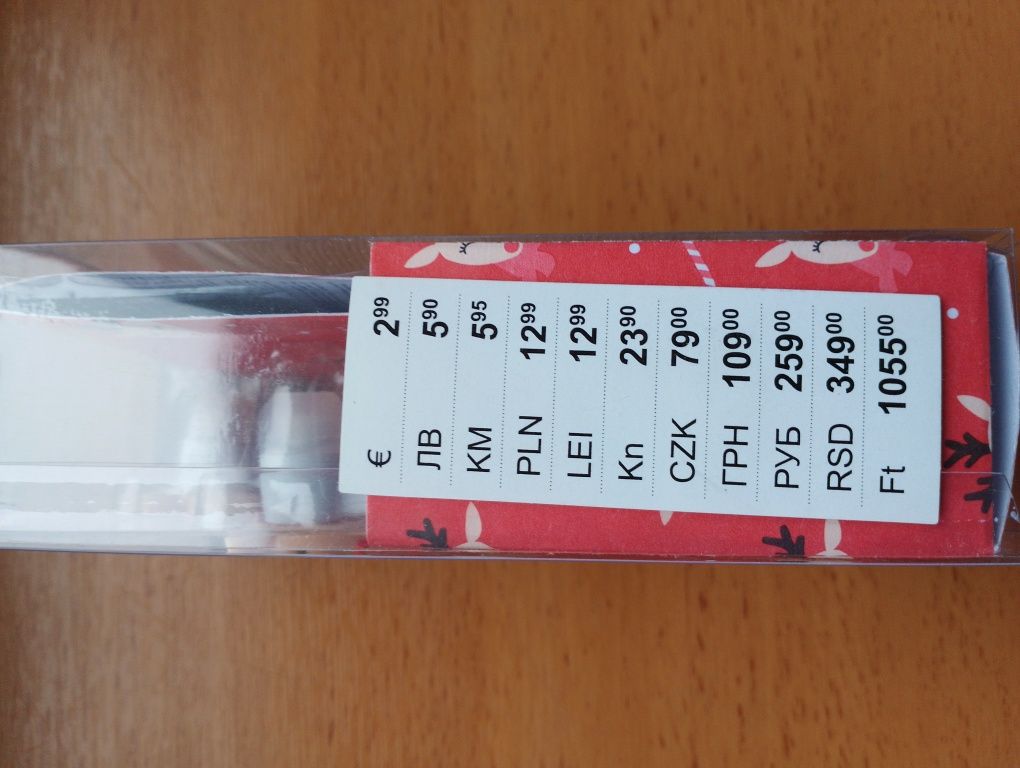 € 2⁹⁹
ЛВ 5⁹⁰
KM 5⁹⁵
PLN 12⁹⁹
LEI 12⁹⁹
Kn 23⁹⁰
CZK 79⁰⁰
ГРН 109⁰⁰
РУБ 259⁰⁰
RSD 349⁰⁰
Ft 1055⁰⁰